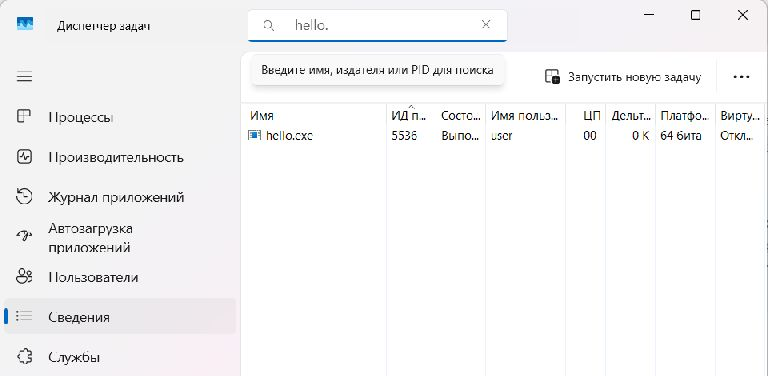 Диспетчер задач
hello.
Введите имя, издателя или PID для поиска
Запустить новую задачу
Процессы
Производительность
Журнал приложений
Автозагрузка
приложений
Пользователи
Сведения
Службы
Имя ИД п... Состо... Имя польз... ЦП Дельт... Платфо... Вирту...
hello.exe 5536 Выпо... user 00 0 K 64 бита Откл...